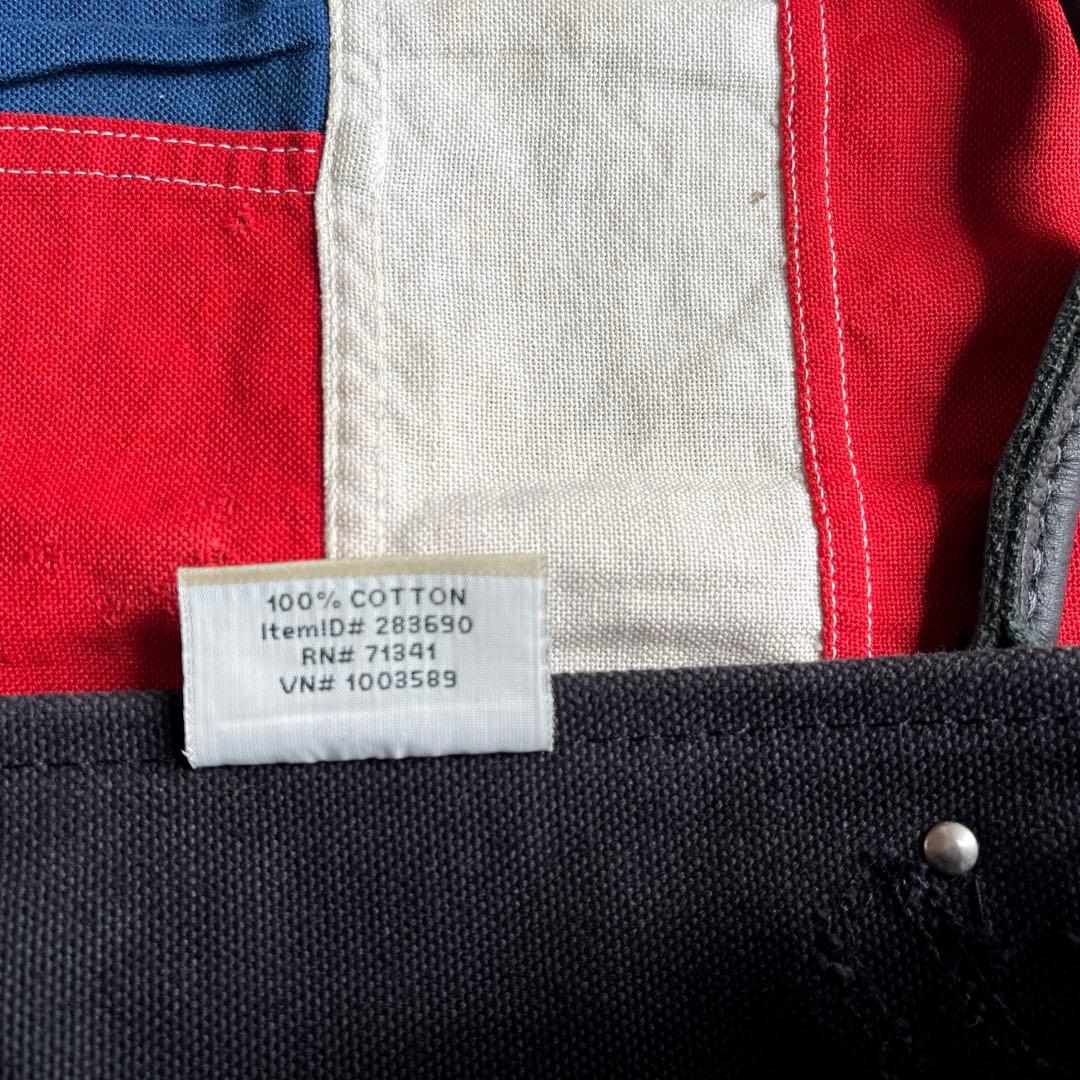 100% COTTON
ItemID# 283690
RN# 71341
VN# 1003589